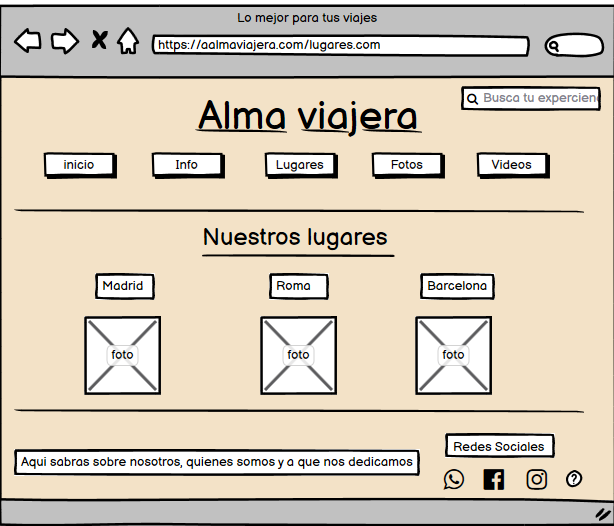 Lo mejor para tus viajes
https://aalmaviajera.com/lugares.com
Busca tu expercien
Alma viajera
inicio
Info
Lugares
Fotos
Videos
Nuestros lugares
Madrid
Roma
Barcelona
foto
foto
foto
Redes Sociales
Aqui sabras sobre nosotros, quienes somos y a que nos dedicamos
?